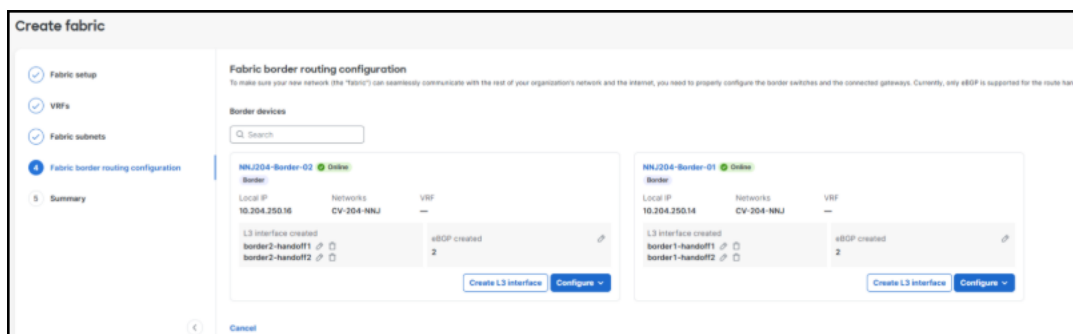 Create fabric
Fabric setup
VRFs
Fabric subnets
4 Fabric border routing configuration
5 Summary
Fabric border routing configuration
To make sure your new network (the "fabric") can seamlessly communicate with the rest of your organization's network and the internet, you need to properly configure the border switches and the connected gateways. Currently, only eBGP is supported for the route han
Border devices
Search
NNJ204-Border-02 Online
Border
Local IP Networks VRF
10.204.250.16 CV-204-NNJ —
L3 interface created
border2-handoff1
border2-handoff2
eBGP created
2
Create L3 interface Configure
NNJ204-Border-01 Online
Border
Local IP Networks VRF
10.204.250.14 CV-204-NNJ —
L3 interface created
border1-handoff1
border1-handoff2
eBGP created
2
Create L3 interface Configure
Cancel